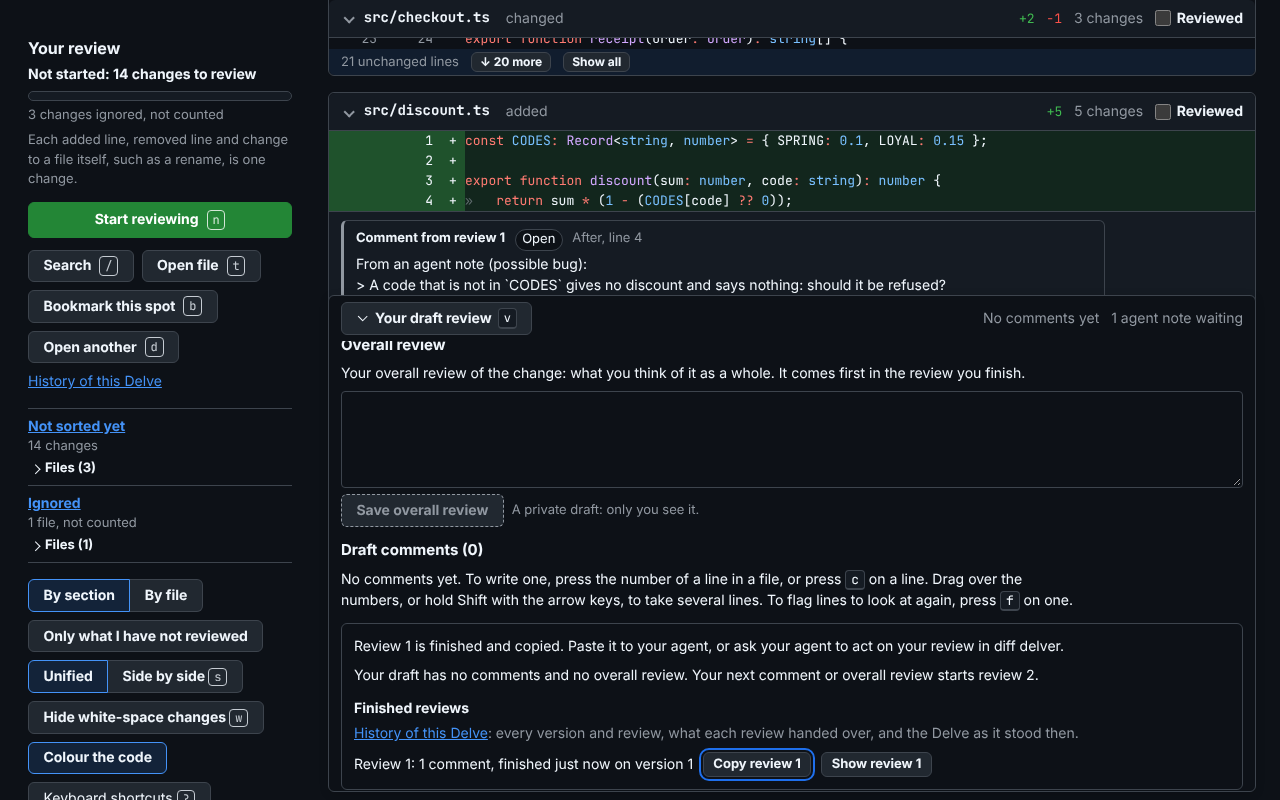 Your review
Not started: 14 changes to review
3 changes ignored, not counted
Each added line, removed line and change
to a file itself, such as a rename, is one
change.
Start reviewing n
Search / Open file t
Bookmark this spot b
Open another d
History of this Delve
Not sorted yet
14 changes
Files (3)
Ignored
1 file, not counted
Files (1)
By section By file
Only what I have not reviewed
Unified Side by side s
Hide white-space changes w
Colour the code
Keyboard shortcuts ?
src/checkout.ts changed +2 -1 3 changes Reviewed
23 24 export function receipt(order: Order): string[] {
21 unchanged lines ↓ 20 more Show all
src/discount.ts added +5 5 changes Reviewed
1 + const CODES: Record<string, number> = { SPRING: 0.1, LOYAL: 0.15 };
2 +
3 + export function discount(sum: number, code: string): number {
4 + » return sum * (1 - (CODES[code] ?? 0));
Comment from review 1 Open After, line 4
From an agent note (possible bug):
> A code that is not in `CODES` gives no discount and says nothing: should it be refused?
Your draft review v No comments yet 1 agent note waiting
Overall review
Your overall review of the change: what you think of it as a whole. It comes first in the review you finish.
Save overall review A private draft: only you see it.
Draft comments (0)
No comments yet. To write one, press the number of a line in a file, or press c on a line. Drag over the
numbers, or hold Shift with the arrow keys, to take several lines. To flag lines to look at again, press f on one.
Review 1 is finished and copied. Paste it to your agent, or ask your agent to act on your review in diff delver.
Your draft has no comments and no overall review. Your next comment or overall review starts review 2.
Finished reviews
History of this Delve: every version and review, what each review handed over, and the Delve as it stood then.
Review 1: 1 comment, finished just now on version 1 Copy review 1 Show review 1